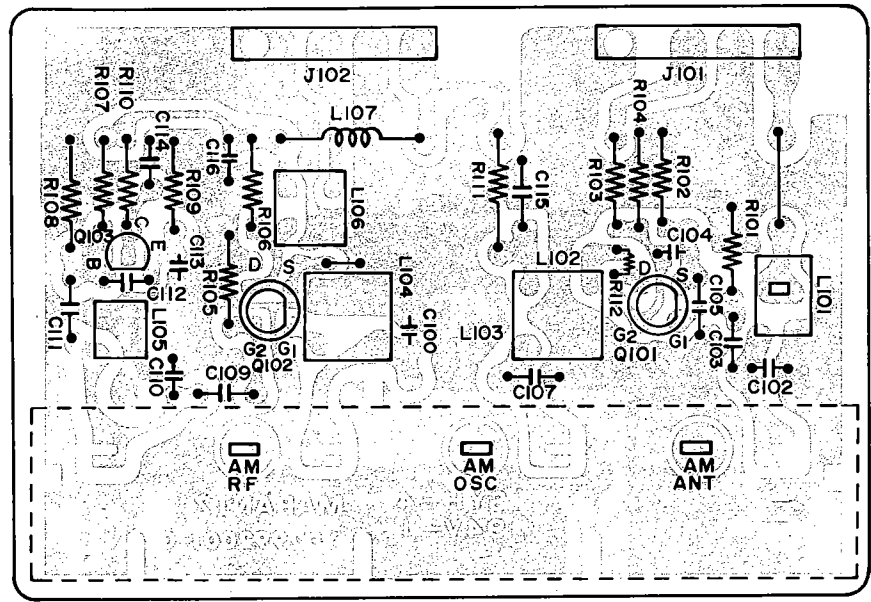 J102
J101
R107
R110
C114
C116
L107
R104
R108
R109
R106
L106
R111
C115
R103
R102
R101
C
Q103
E
B
C113
R105
D
S
L104
L102
C104
D
S
C112
R112
C105
L101
C111
L105
C100
L103
G2
G1
Q102
G2
Q101
G1
C103
C110
C109
C107
C102
AM
RF
AM
OSC
AM
ANT